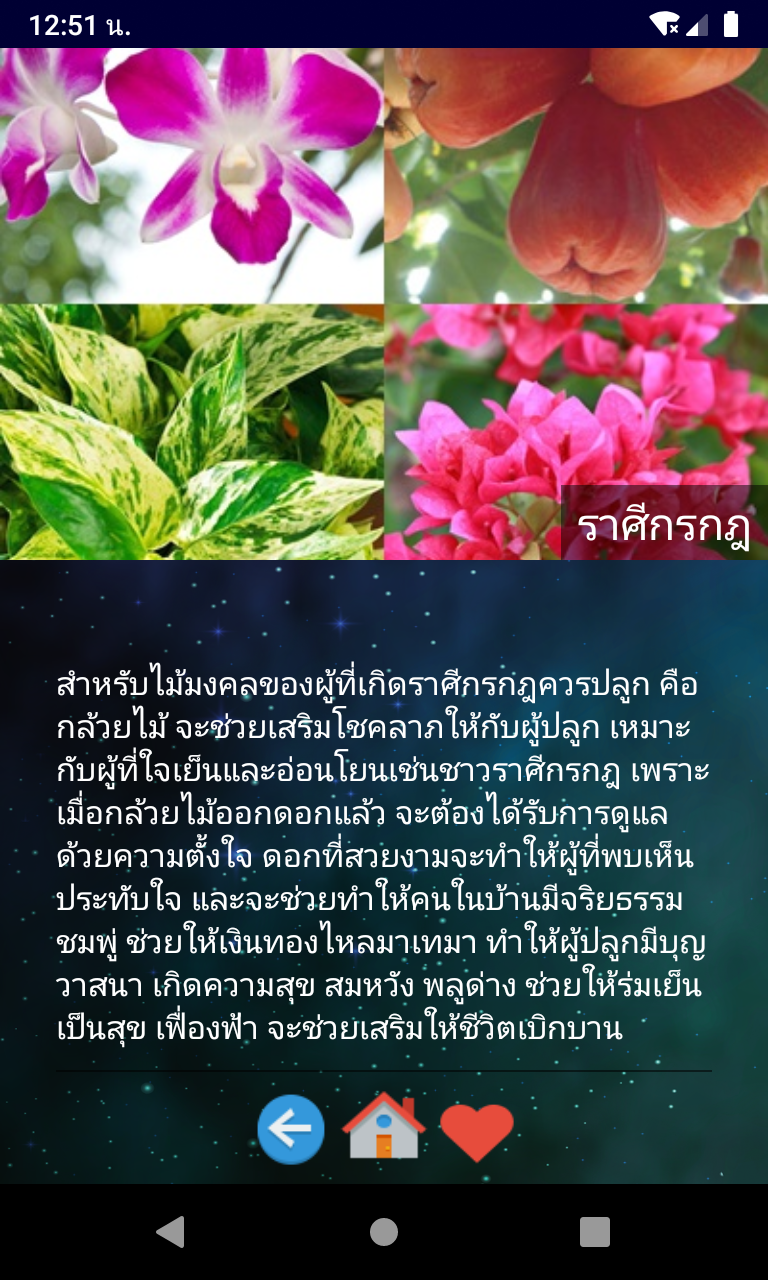 12:51 น.
ราศีกรกฎ
สำหรับไม้มงคลของผู้ที่เกิดราศีกรกฎควรปลูก คือ
กล้วยไม้ จะช่วยเสริมโชคลาภให้กับผู้ปลูก เหมาะ
กับผู้ที่ใจเย็นและอ่อนโยนเช่นชาวราศีกรกฎ เพราะ
เมื่อกล้วยไม้ออกดอกแล้ว จะต้องได้รับการดูแล
ด้วยความตั้งใจ ดอกที่สวยงามจะทำให้ผู้ที่พบเห็น
ประทับใจ และจะช่วยทำให้คนในบ้านมีจริยธรรม
ชมพู่ ช่วยให้เงินทองไหลมาเทมา ทำให้ผู้ปลูกมีบุญ
วาสนา เกิดความสุข สมหวัง พลูด่าง ช่วยให้ร่มเย็น
เป็นสุข เฟื่องฟ้า จะช่วยเสริมให้ชีวิตเบิกบาน